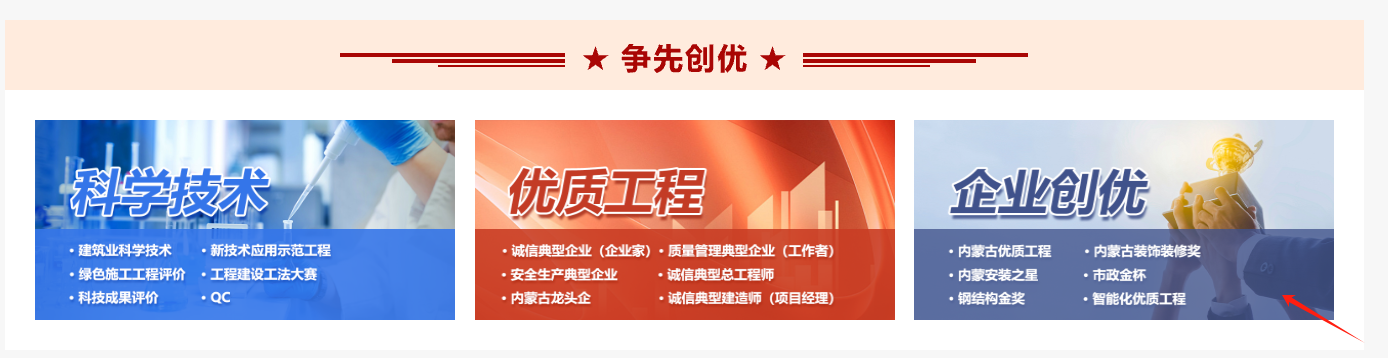 ★ 争先创优 ★
科学技术
• 建筑业科学技术 • 新技术应用示范工程
• 绿色施工工程评价 • 工程建设工法大赛
• 科技成果评价 • QC
优质工程
• 诚信典型企业（企业家） • 质量管理典型企业（工作者）
• 安全生产典型企业 • 诚信典型总工程师
• 内蒙古龙头企 • 诚信典型建造师（项目经理）
企业创优
• 内蒙古优质工程 • 内蒙古装饰装修奖
• 内蒙安装之星 • 市政金杯
• 钢结构金奖 • 智能化优质工程